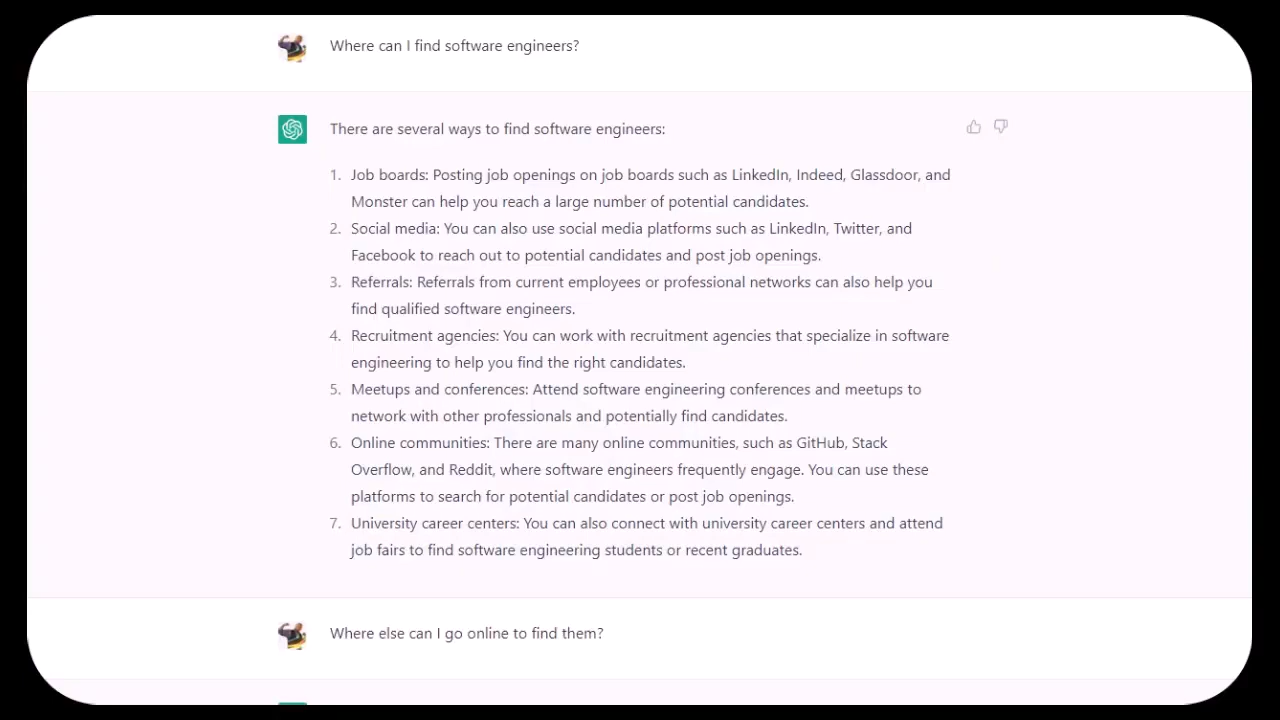 Where can I find software engineers?
There are several ways to find software engineers:
1. Job boards: Posting job openings on job boards such as LinkedIn, Indeed, Glassdoor, and
Monster can help you reach a large number of potential candidates.
2. Social media: You can also use social media platforms such as LinkedIn, Twitter, and
Facebook to reach out to potential candidates and post job openings.
3. Referrals: Referrals from current employees or professional networks can also help you
find qualified software engineers.
4. Recruitment agencies: You can work with recruitment agencies that specialize in software
engineering to help you find the right candidates.
5. Meetups and conferences: Attend software engineering conferences and meetups to
network with other professionals and potentially find candidates.
6. Online communities: There are many online communities, such as GitHub, Stack
Overflow, and Reddit, where software engineers frequently engage. You can use these
platforms to search for potential candidates or post job openings.
7. University career centers: You can also connect with university career centers and attend
job fairs to find software engineering students or recent graduates.
Where else can I go online to find them?